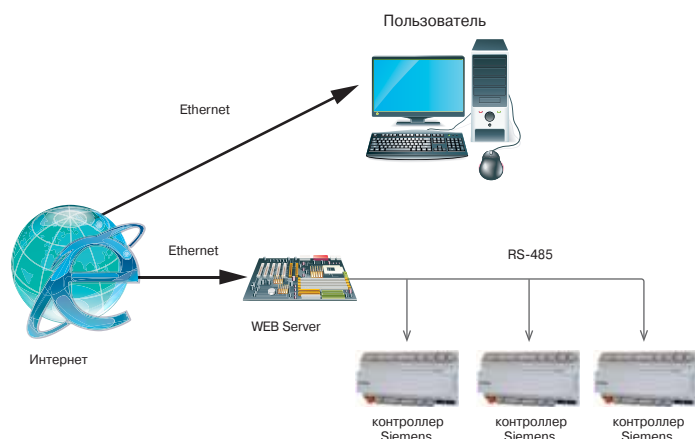 Пользователь
Ethernet
Ethernet
RS-485
WEB Server
Интернет
контроллер
Siemens
контроллер
Siemens
контроллер
Siemens